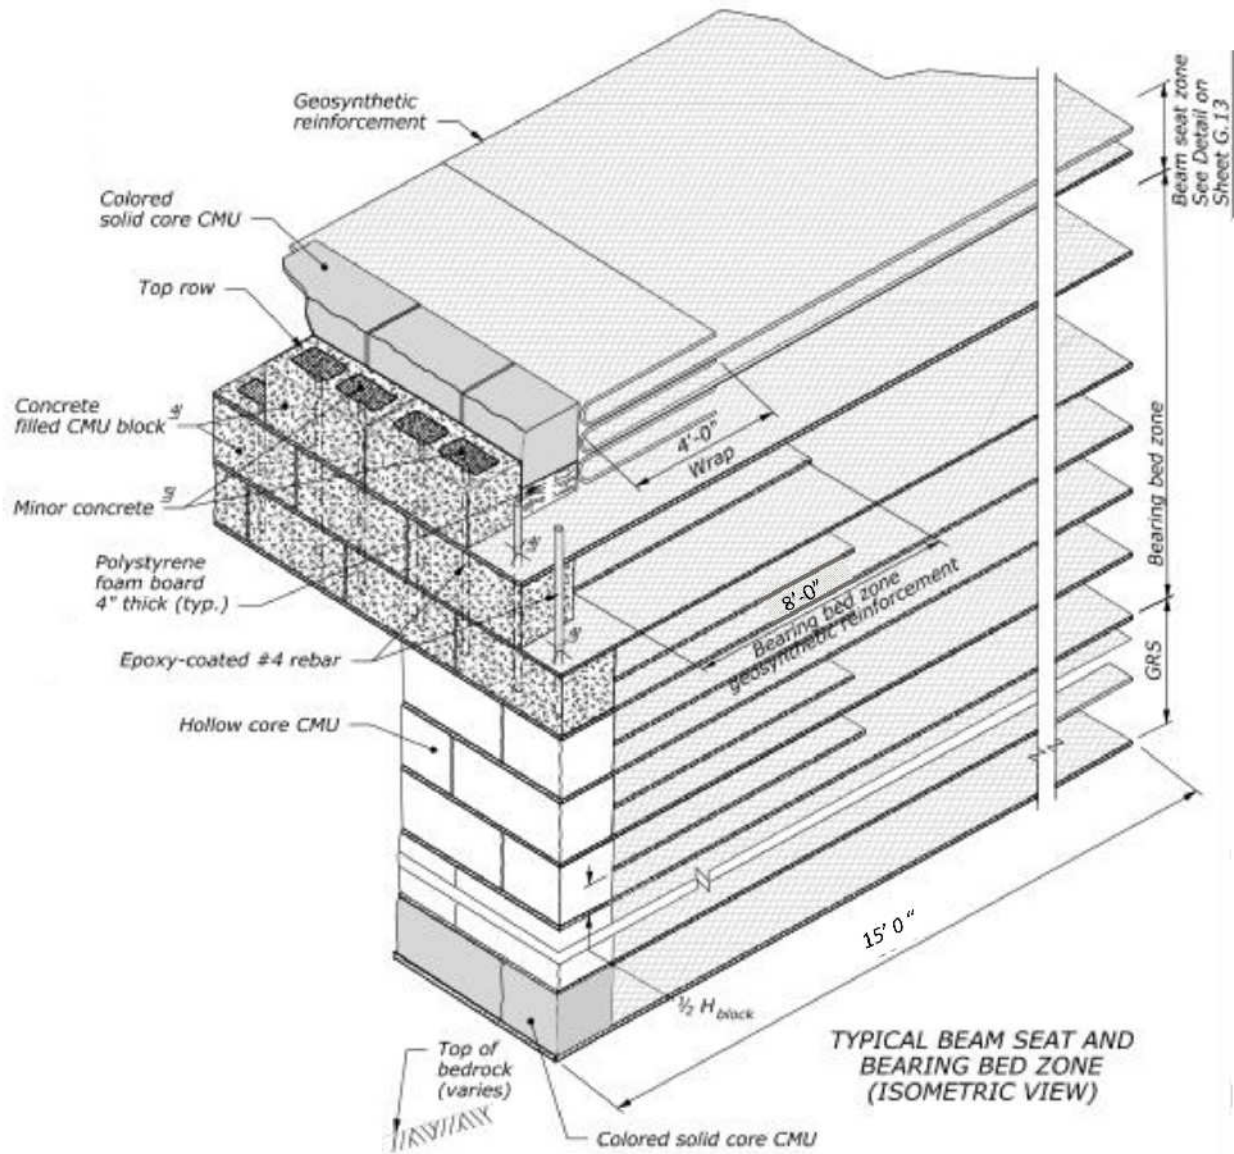 Geosynthetic
reinforcement
Beam seat zone
See Detail on
Sheet G.13
Colored
solid core CMU
Top row
Concrete
filled CMU block
Minor concrete
4'-0"
Wrap
Bearing bed zone
Polystyrene
foam board
4" thick (typ.)
8'-0"
Bearing bed zone
geosynthetic reinforcement
Epoxy-coated #4 rebar
GRS
Hollow core CMU
15' 0 "
½ H block
TYPICAL BEAM SEAT AND
BEARING BED ZONE
(ISOMETRIC VIEW)
Top of
bedrock
(varies)
Colored solid core CMU